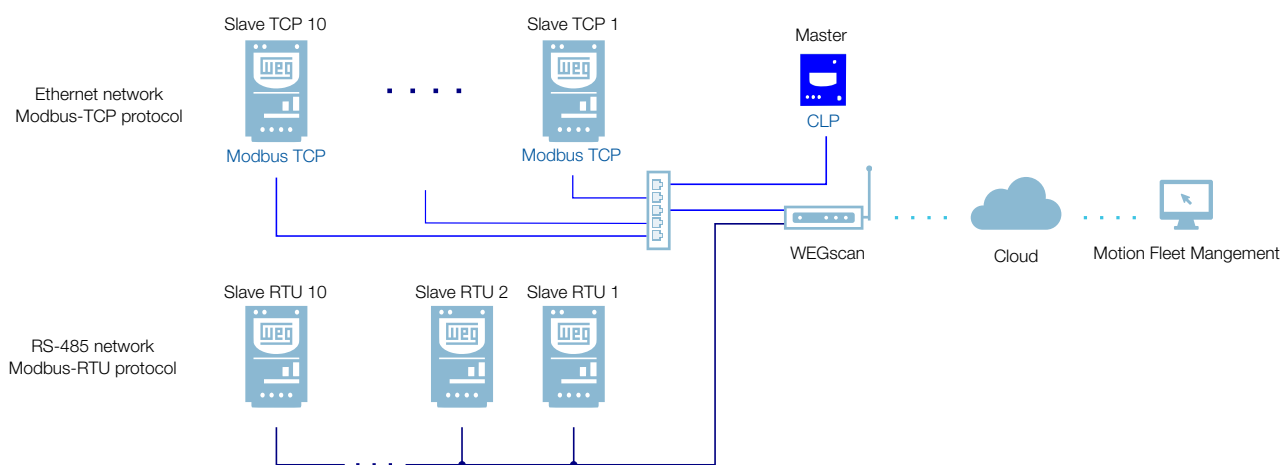 Slave TCP 10
Slave TCP 1
Master
weg
weg
Ethernet network
Modbus-TCP protocol
CLP
Modbus TCP
Modbus TCP
WEGscan
Cloud
Motion Fleet Mangement
Slave RTU 10
Slave RTU 2
Slave RTU 1
weg
weg
weg
RS-485 network
Modbus-RTU protocol